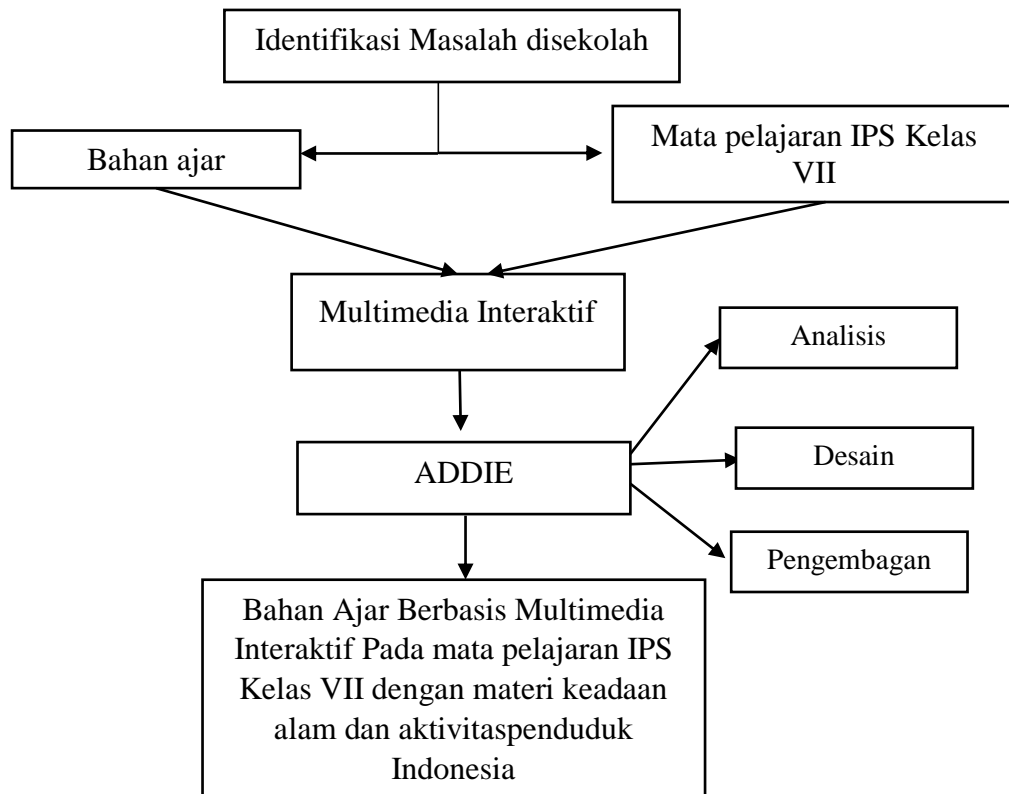 Identifikasi Masalah disekolah
Bahan ajar
Mata pelajaran IPS Kelas
VII
Multimedia Interaktif
Analisis
ADDIE
Desain
Pengembagan
Bahan Ajar Berbasis Multimedia
Interaktif Pada mata pelajaran IPS
Kelas VII dengan materi keadaan
alam dan aktivitaspenduduk
Indonesia